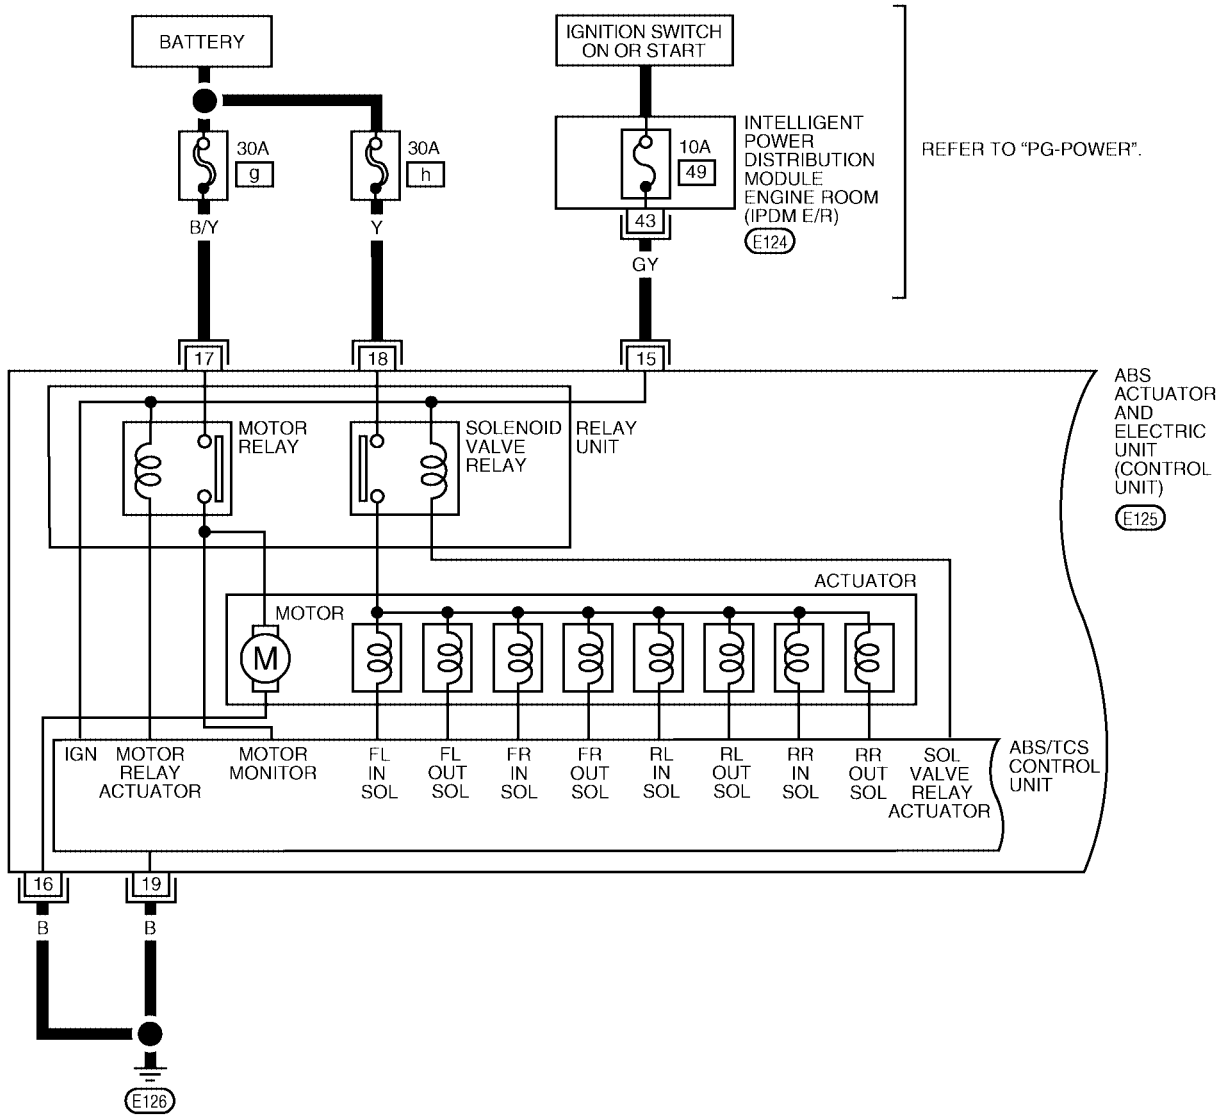 BATTERY
IGNITION SWITCH
ON OR START
30A
g
30A
h
10A
49
INTELLIGENT
POWER
DISTRIBUTION
MODULE
ENGINE ROOM
(IPDM E/R)
E124
REFER TO “PG-POWER”.
43
B/Y
Y
GY
17
18
15
ABS
ACTUATOR
AND
ELECTRIC
UNIT
(CONTROL
UNIT)
E125
MOTOR
RELAY
SOLENOID
VALVE
RELAY
RELAY
UNIT
ACTUATOR
MOTOR
M
IGN
MOTOR
RELAY
ACTUATOR
MOTOR
MONITOR
FL
IN
SOL
FL
OUT
SOL
FR
IN
SOL
FR
OUT
SOL
RL
IN
SOL
RL
OUT
SOL
RR
IN
SOL
RR
OUT
SOL
SOL
VALVE
RELAY
ACTUATOR
ABS/TCS
CONTROL
UNIT
16
19
B
B
E126